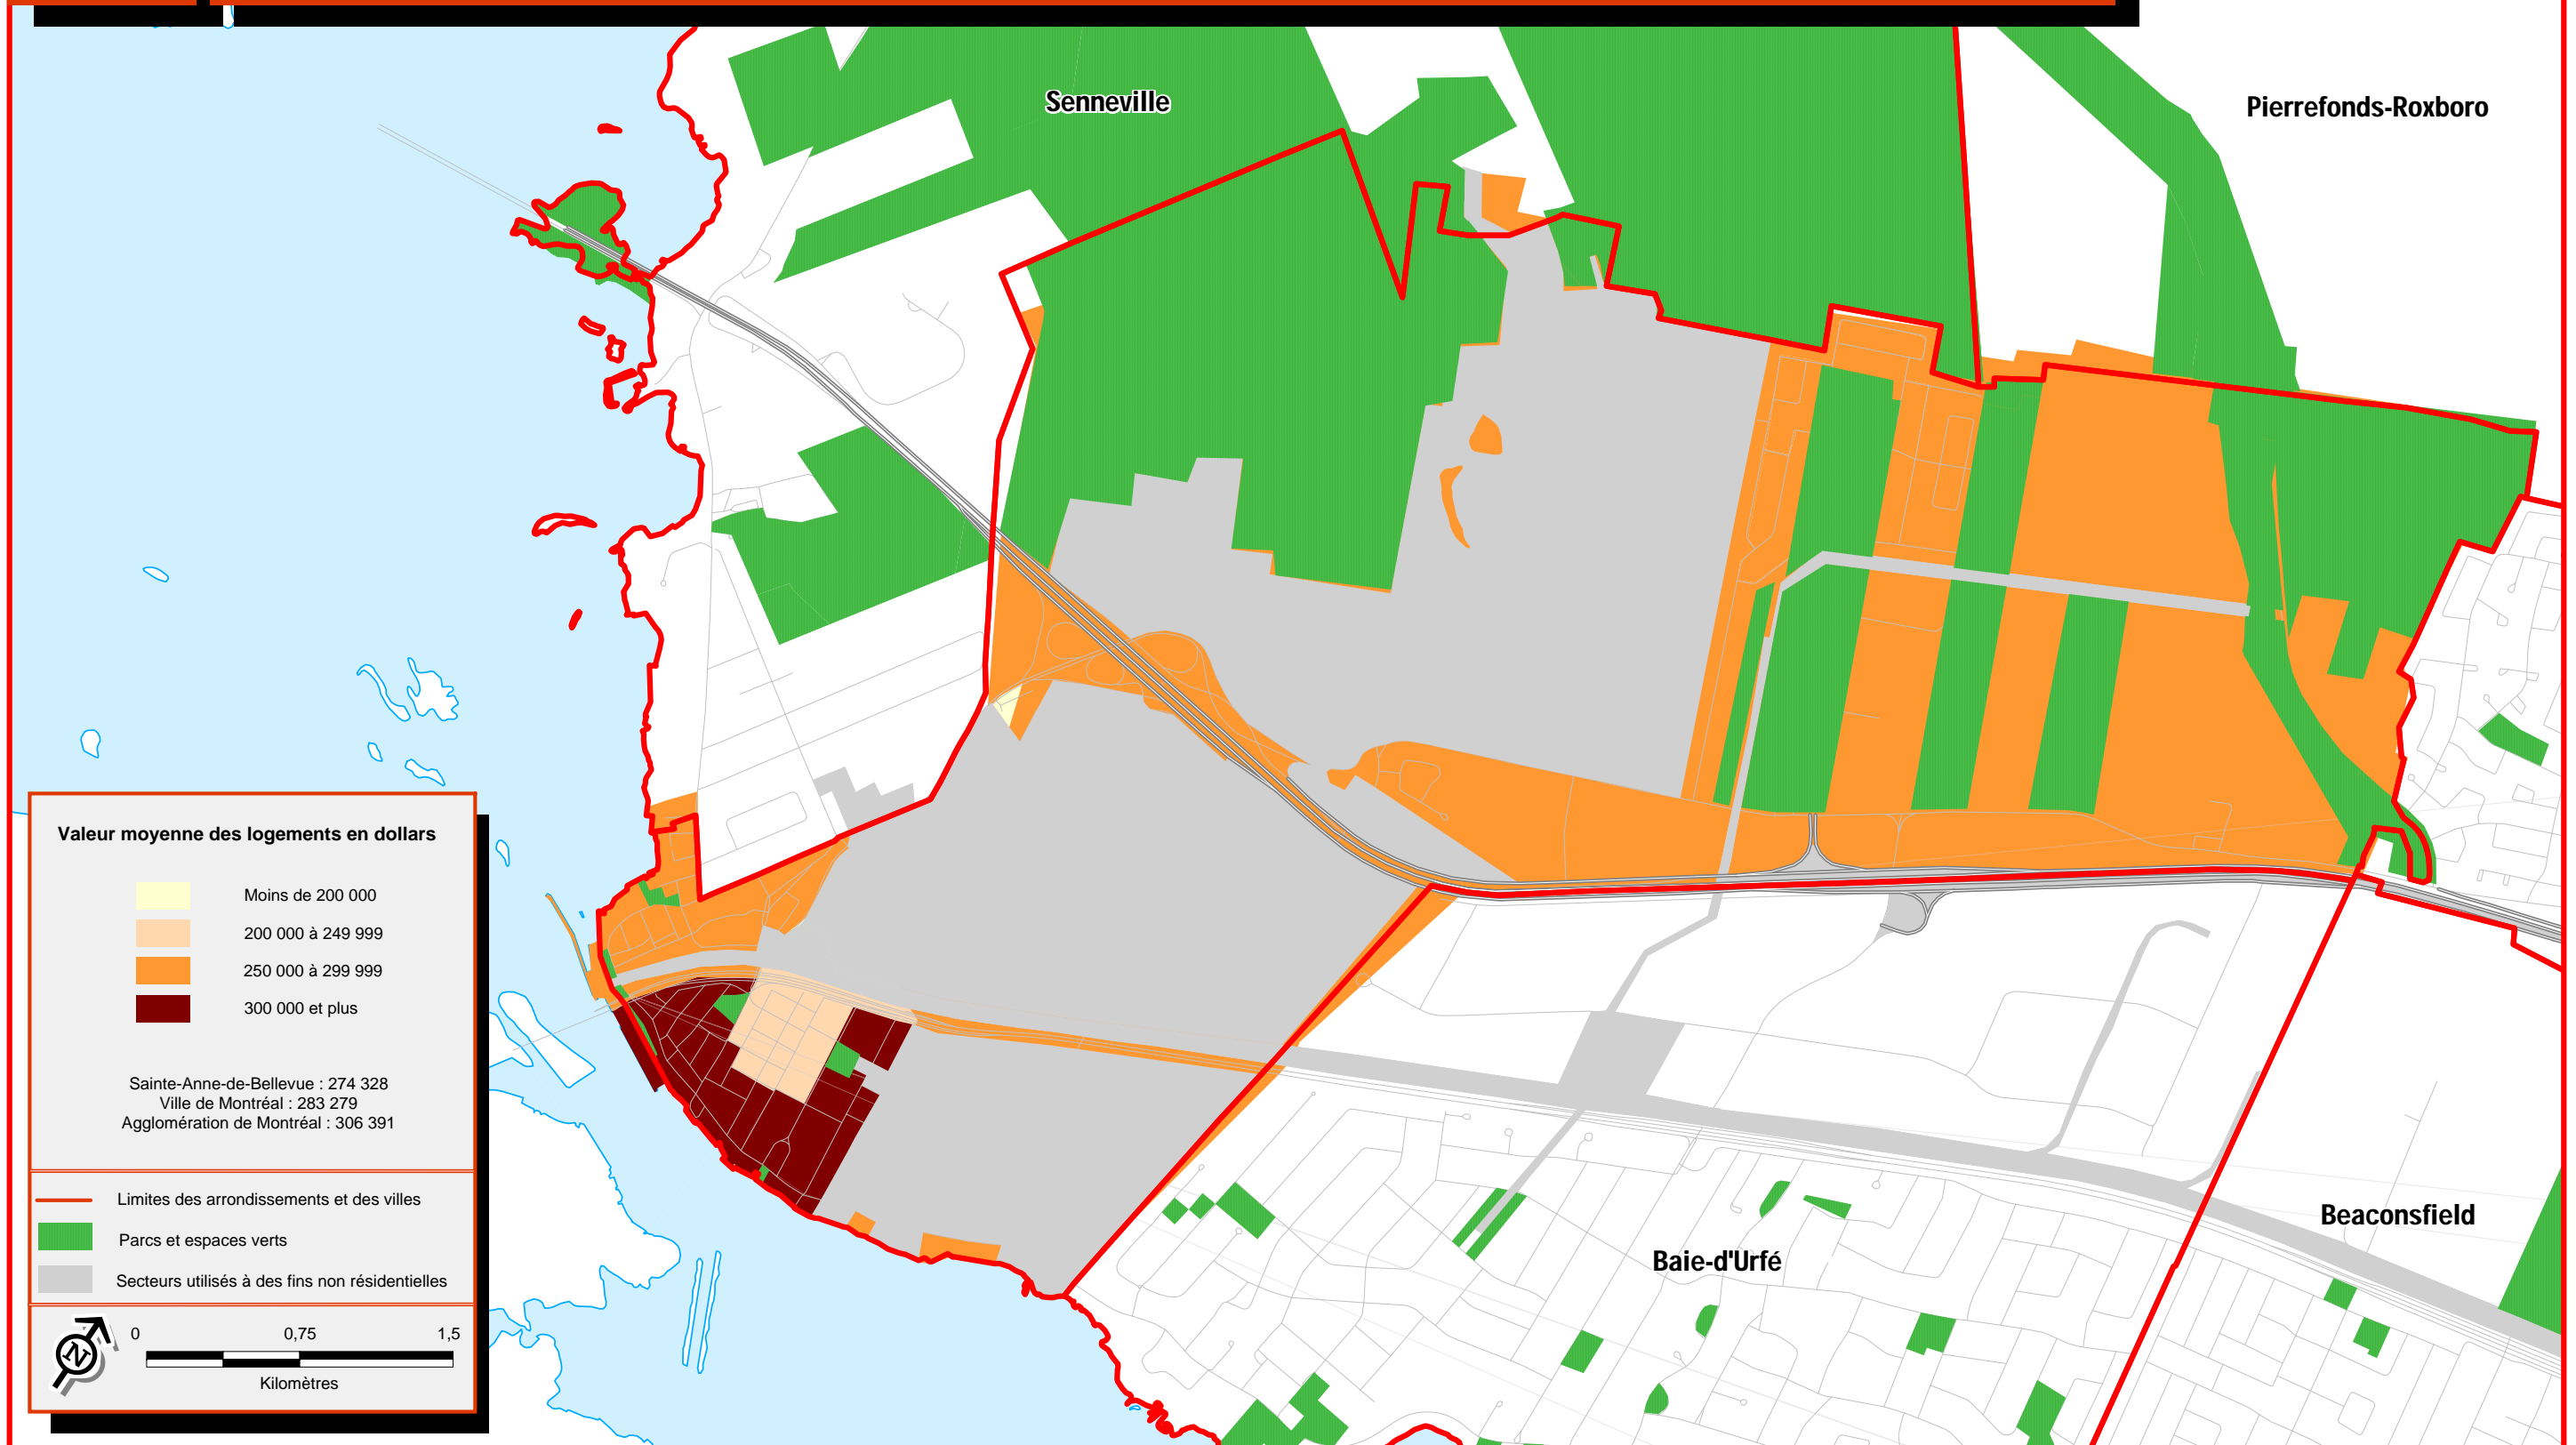 Senneville
Pierrefonds-Roxboro
Valeur moyenne des logements en dollars
Moins de 200 000
200 000 à 249 999
250 000 à 299 999
300 000 et plus
Sainte-Anne-de-Bellevue : 274 328
Ville de Montréal : 283 279
Agglomération de Montréal : 306 391
Limites des arrondissements et des villes
Parcs et espaces verts
Secteurs utilisés à des fins non résidentielles
Beaconsfield
Baie-d'Urfé
N
0 0,75 1,5
Kilomètres